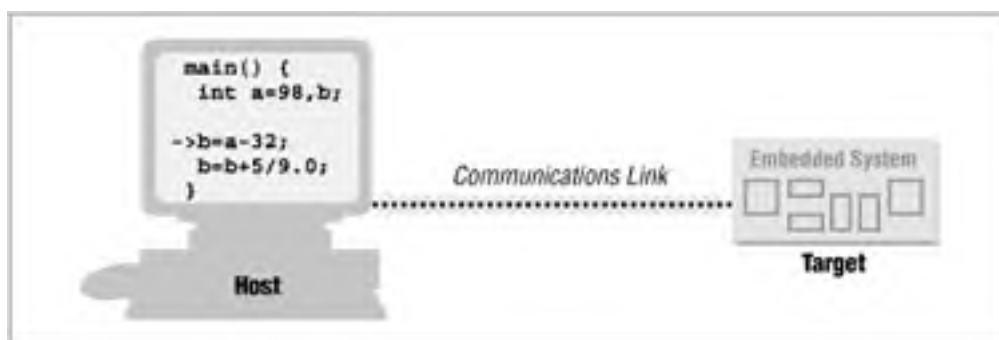 main() {
int a=98,b;
->b=a-32;
b=b+5/9.0;
}
Communications Link
Embedded System
Target
Host